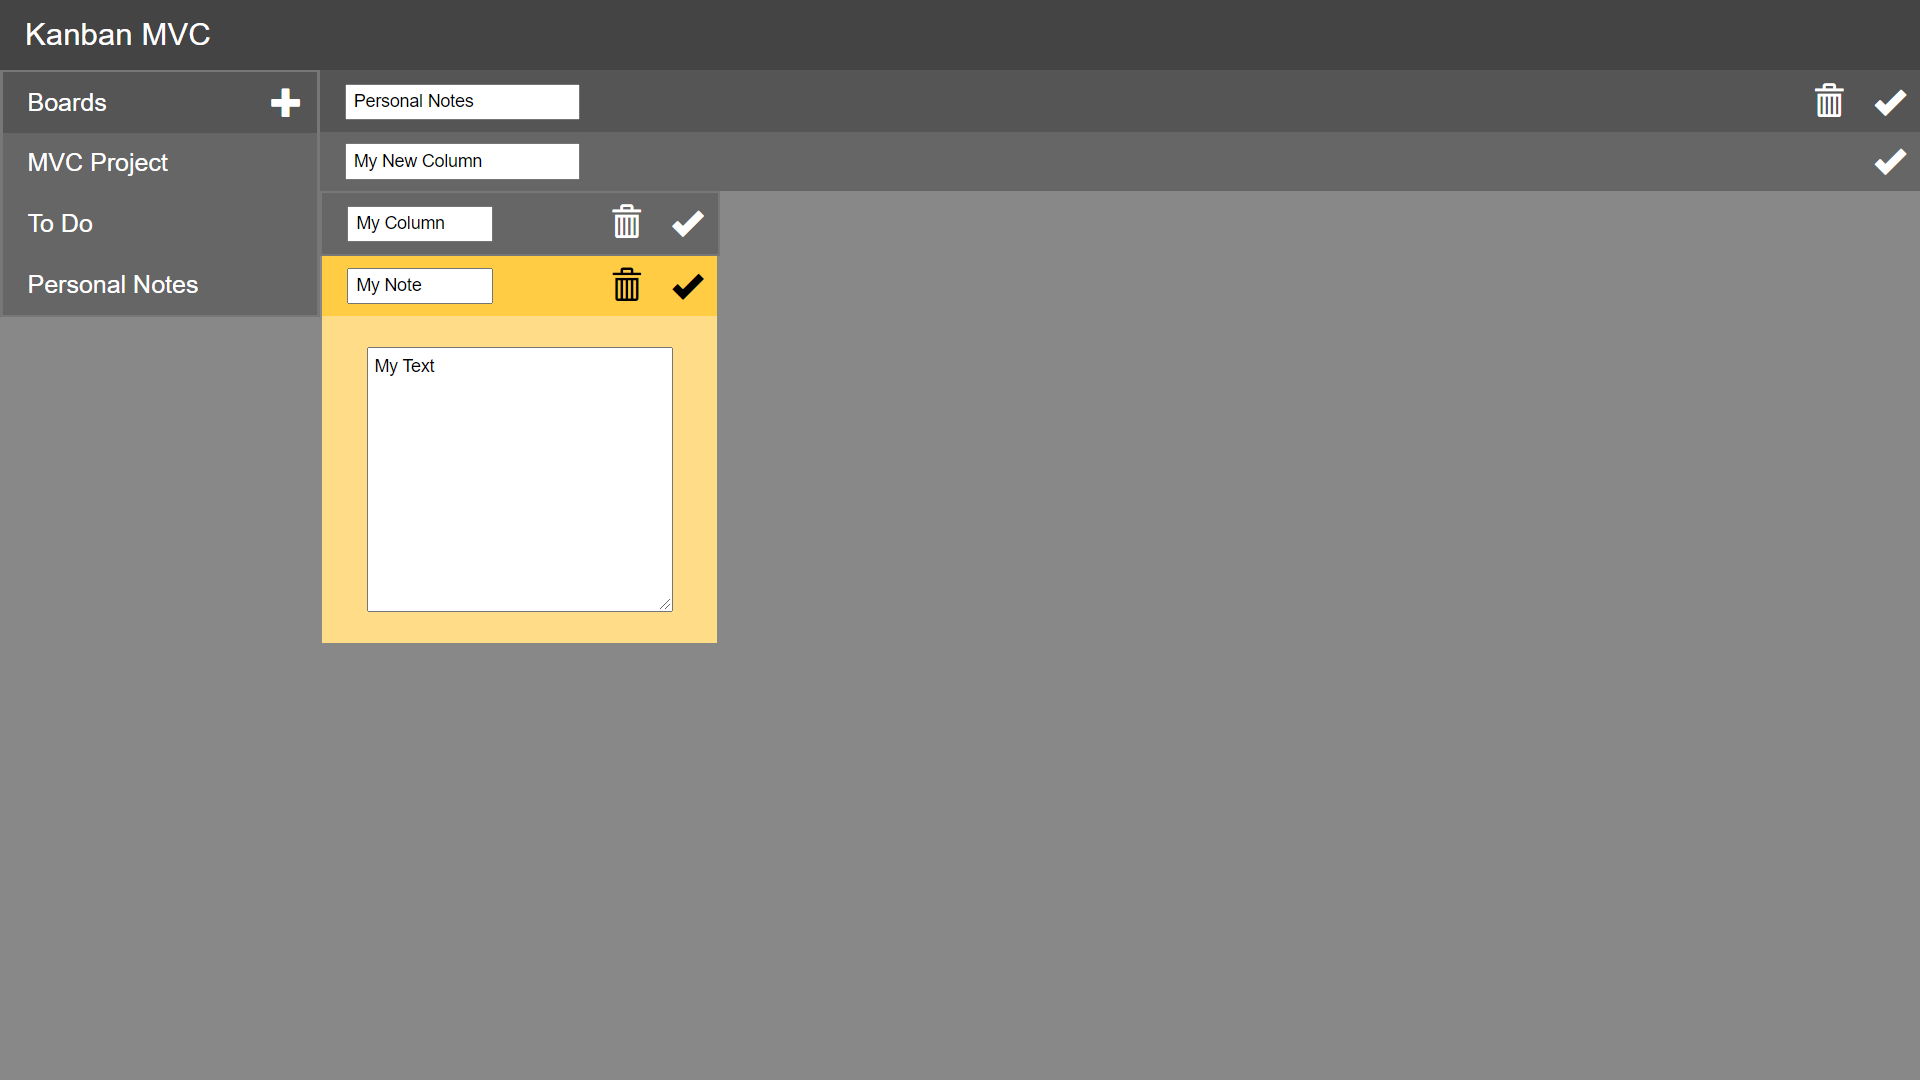 Kanban MVC
Boards
MVC Project
To Do
Personal Notes
Personal Notes
My New Column
My Column
My Note
My Text